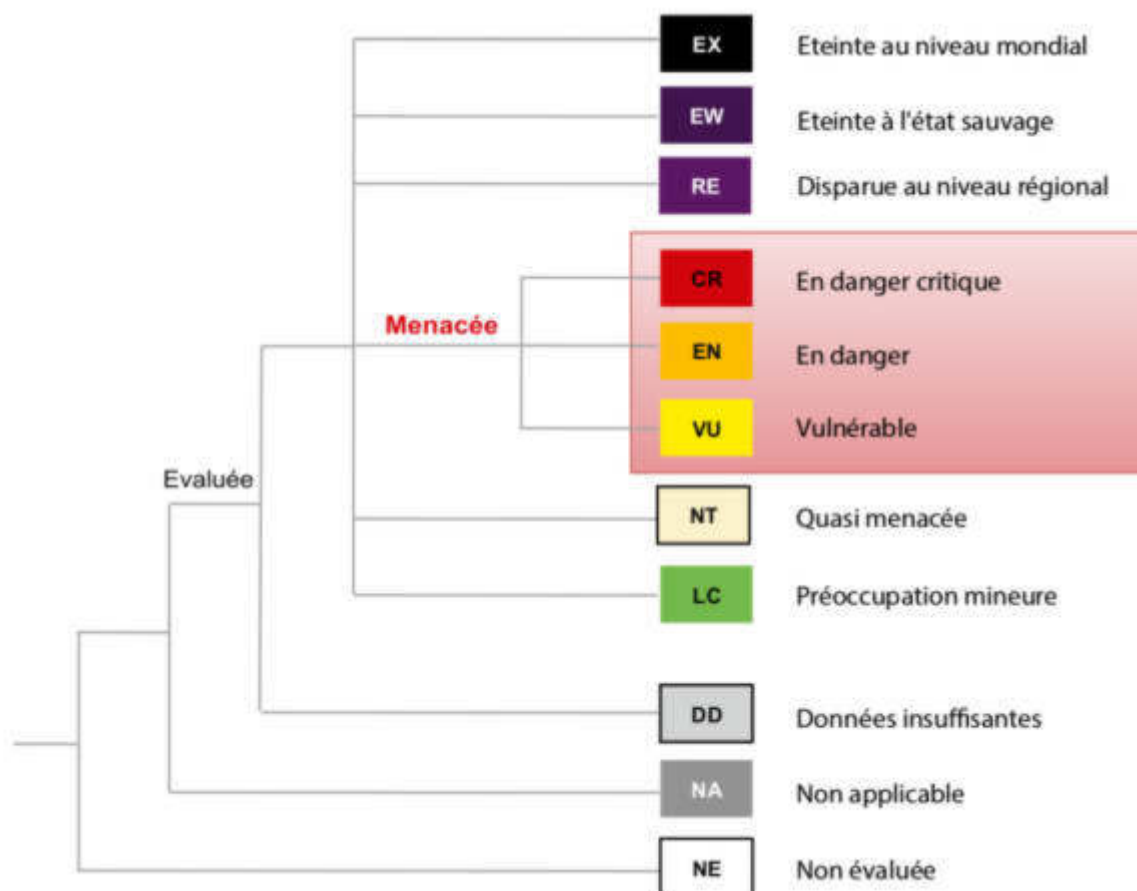 EX Eteinte au niveau mondial
EW Eteinte à l'état sauvage
RE Disparue au niveau régional
CR En danger critique
Menacée
EN En danger
VU Vulnérable
Evaluée
NT Quasi menacée
LC Préoccupation mineure
DD Données insuffisantes
NA Non applicable
NE Non évaluée